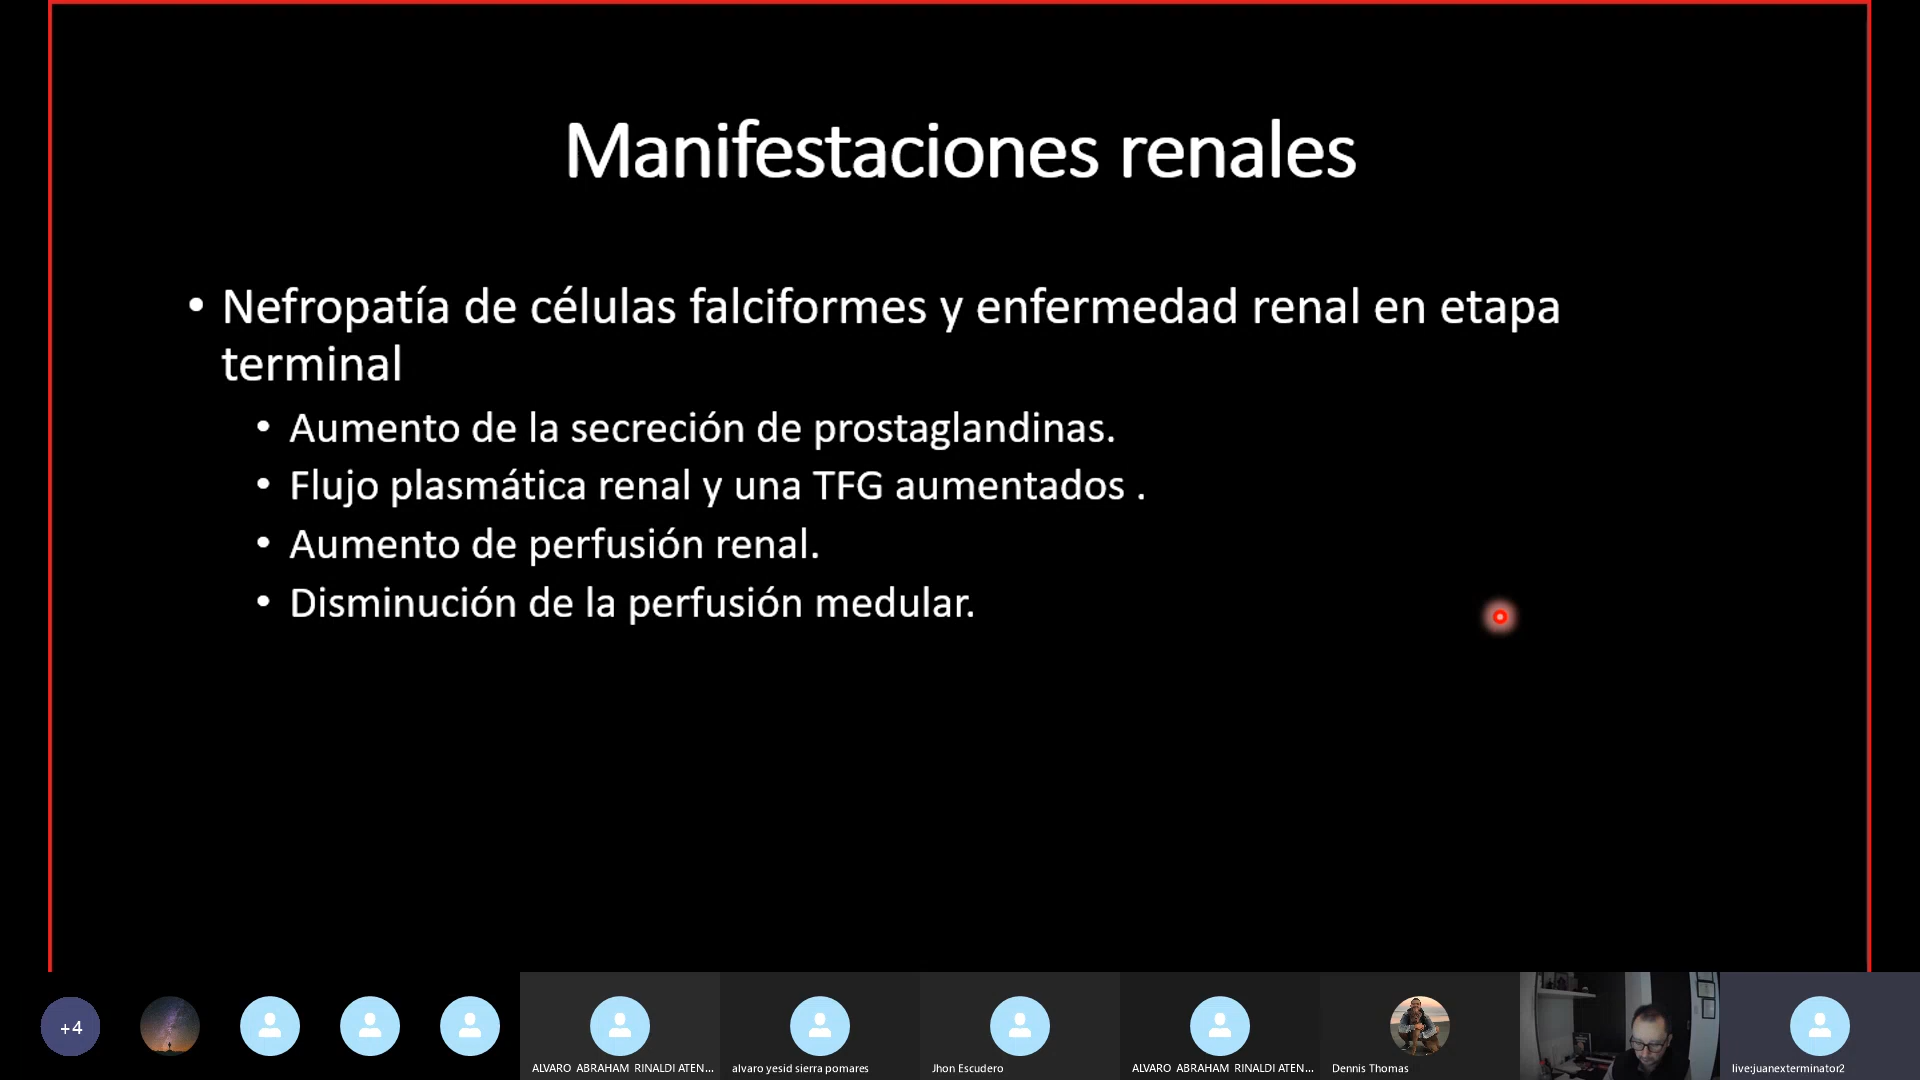 Manifestaciones renales
• Nefropatía de células falciformes y enfermedad renal en etapa
terminal
• Aumento de la secreción de prostaglandinas.
• Flujo plasmática renal y una TFG aumentados .
• Aumento de perfusión renal.
• Disminución de la perfusión medular.
+4
ALVARO ABRAHAM RINALDI ATEN...
alvaro yesid sierra pomares
Jhon Escudero
ALVARO ABRAHAM RINALDI ATEN...
Dennis Thomas
live:juanexterminator2